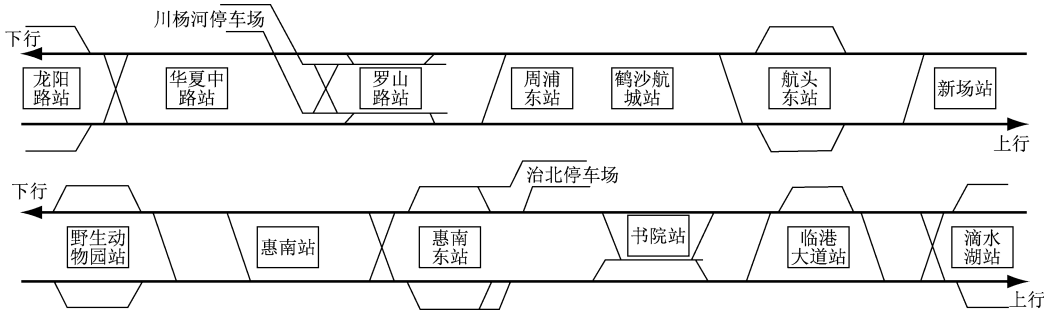 川杨河停车场
下行
龙阳
路站
华夏中
路站
罗山
路站
周浦
东站
鹤沙航
城站
航头
东站
新场站
上行
下行
治北停车场
野生动
物园站
惠南站
惠南
东站
书院站
临港
大道站
滴水
湖站
上行